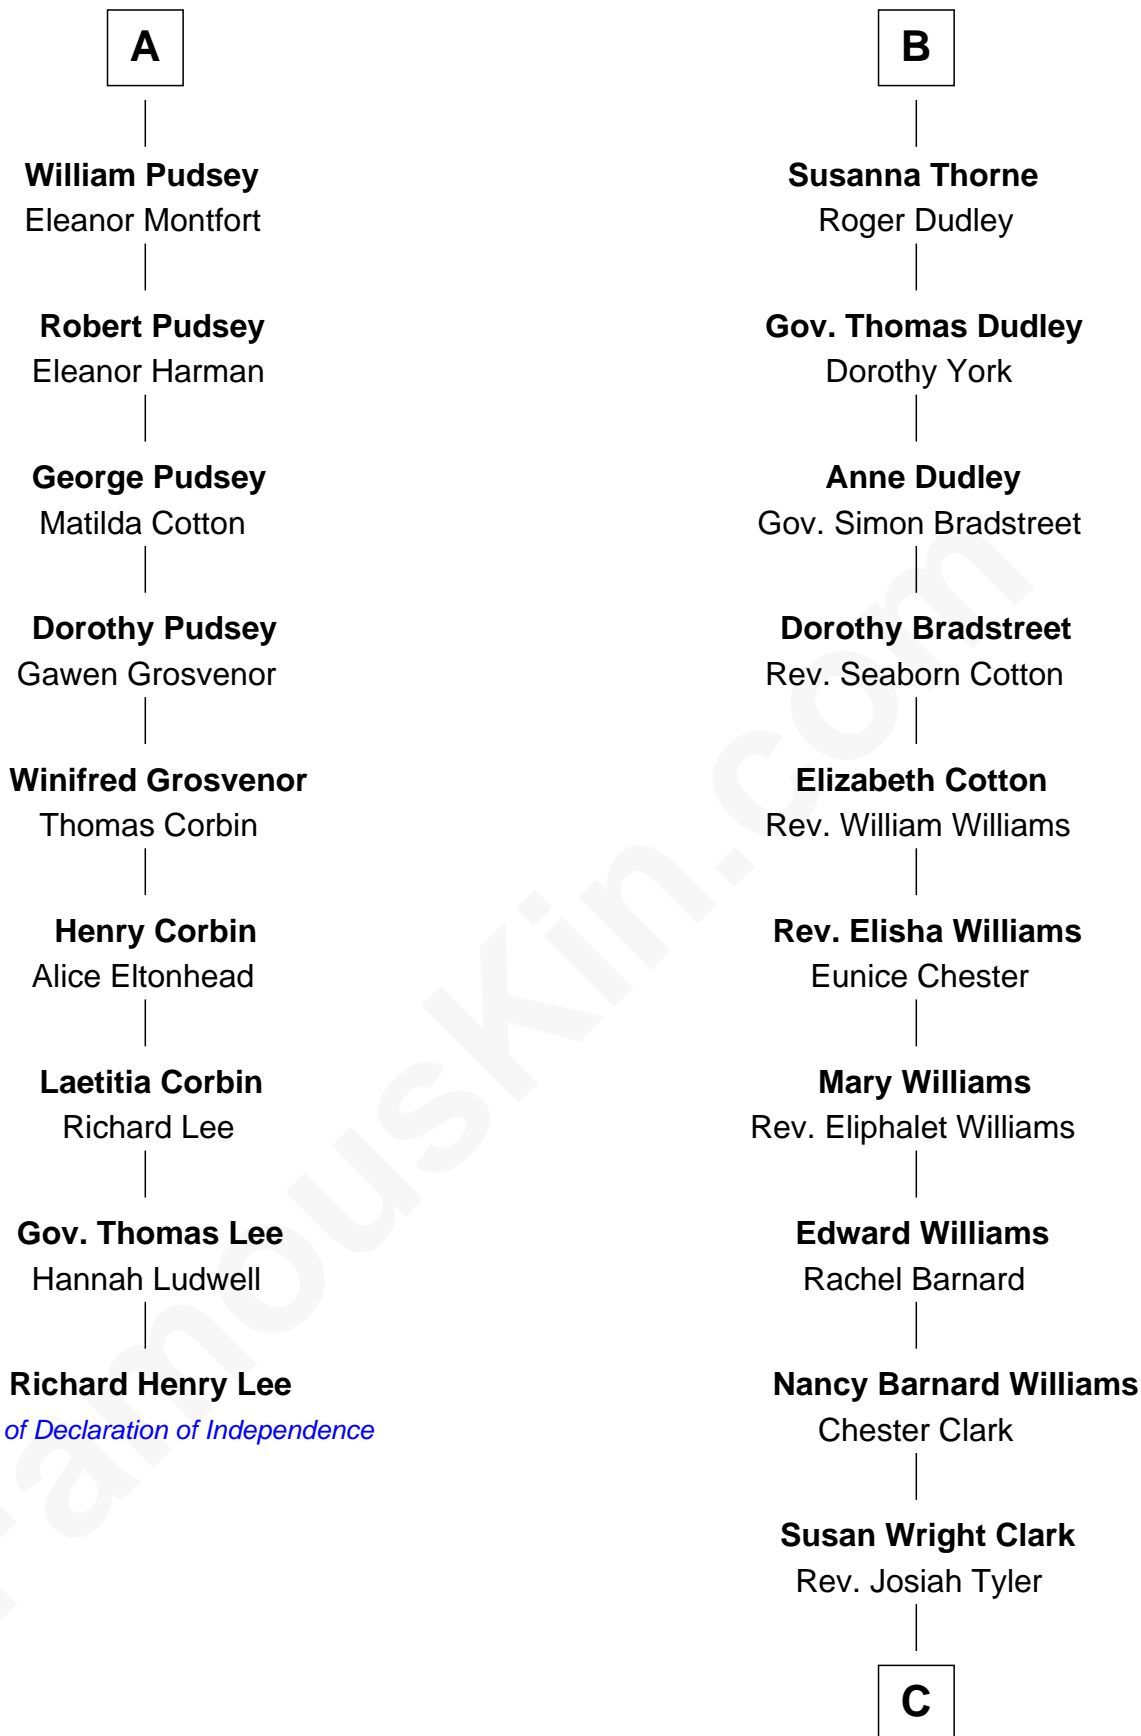 A
William Pudsey
Eleanor Montfort
Robert Pudsey
Eleanor Harman
George Pudsey
Matilda Cotton
Dorothy Pudsey
Gawen Grosvenor
Winifred Grosvenor
Thomas Corbin
Henry Corbin
Alice Eltonhead
Laetitia Corbin
Richard Lee
Gov. Thomas Lee
Hannah Ludwell
Richard Henry Lee
of Declaration of Independence
B
Susanna Thorne
Roger Dudley
Gov. Thomas Dudley
Dorothy York
Anne Dudley
Gov. Simon Bradstreet
Dorothy Bradstreet
Rev. Seaborn Cotton
Elizabeth Cotton
Rev. William Williams
Rev. Elisha Williams
Eunice Chester
Mary Williams
Rev. Eliphalet Williams
Edward Williams
Rachel Barnard
Nancy Barnard Williams
Chester Clark
Susan Wright Clark
Rev. Josiah Tyler
C
FamousKin.com